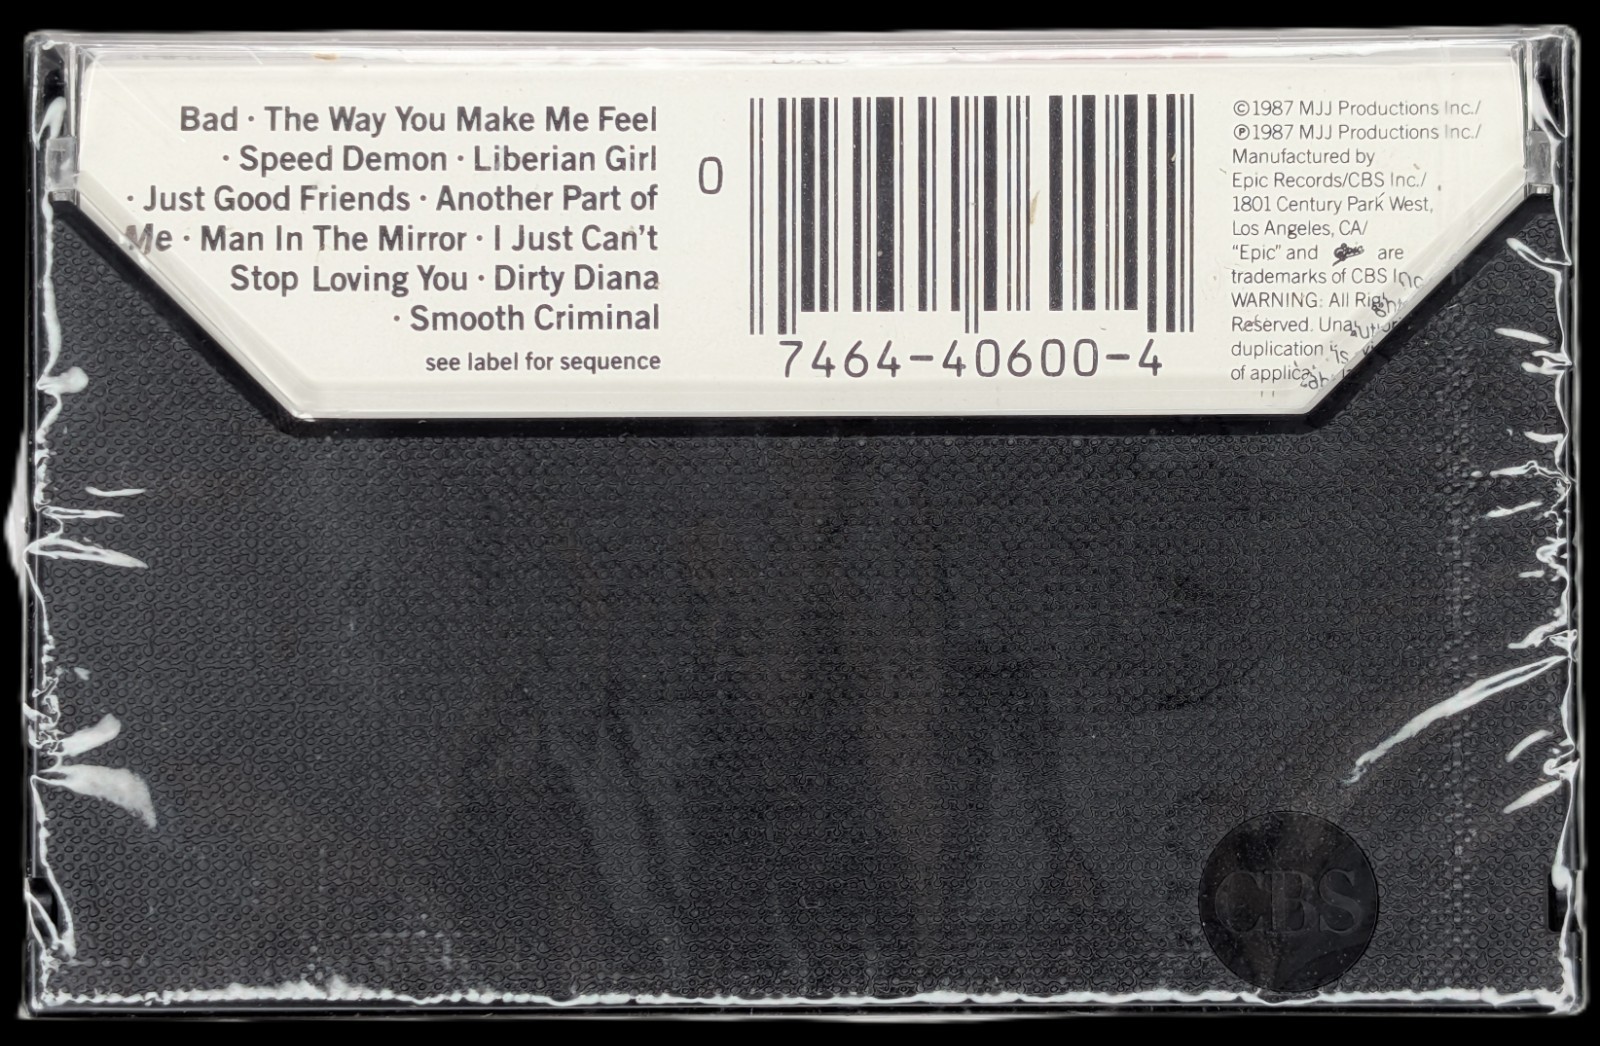 Bad · The Way You Make Me Feel
· Speed Demon · Liberian Girl
· Just Good Friends · Another Part of
Me · Man In The Mirror · I Just Can't
Stop Loving You · Dirty Diana
· Smooth Criminal
see label for sequence
0
7464-40600-4
©1987 MJJ Productions Inc./
℗1987 MJJ Productions Inc./
Manufactured by
Epic Records/CBS Inc./
1801 Century Park West,
Los Angeles, CA/
"Epic" and Epic are
trademarks of CBS Inc.
WARNING: All Rights
Reserved.
duplication is
of
CBS